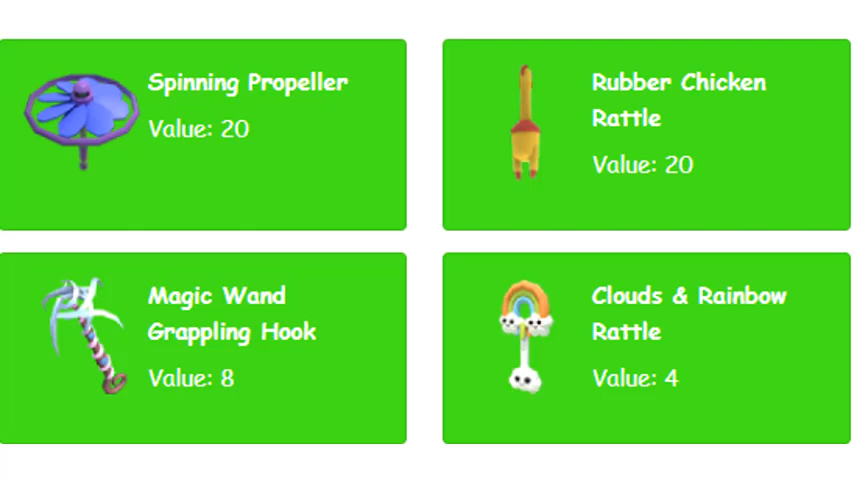 Spinning Propeller
Value: 20
Rubber Chicken
Rattle
Value: 20
Magic Wand
Grappling Hook
Value: 8
Clouds & Rainbow
Rattle
Value: 4